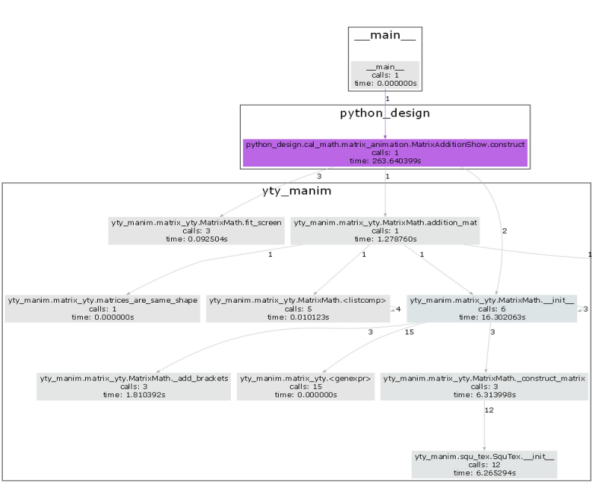 __main__
__main__
calls: 1
time: 0.000000s
1
python_design
python_design.cal_math.matrix_animation.MatrixAdditionShow.construct
calls: 1
time: 263.640399s
3
1
yty_manim
yty_manim.matrix_yty.MatrixMath.fit_screen
calls: 3
time: 0.092504s
yty_manim.matrix_yty.MatrixMath.addition_mat
calls: 1
time: 1.278760s
2
1
1
1
1
yty_manim.matrix_yty.matrices_are_same_shape
calls: 1
time: 0.000000s
yty_manim.matrix_yty.MatrixMath.<listcomp>
calls: 5
time: 0.010123s
4
yty_manim.matrix_yty.MatrixMath.__init__
calls: 6
time: 16.302063s
3
3
15
3
yty_manim.matrix_yty.MatrixMath._add_brackets
calls: 3
time: 1.810392s
yty_manim.matrix_yty.<genexpr>
calls: 15
time: 0.000000s
yty_manim.matrix_yty.MatrixMath._construct_matrix
calls: 3
time: 6.313998s
12
yty_manim.squ_tex.SquTex.__init__
calls: 12
time: 6.265294s